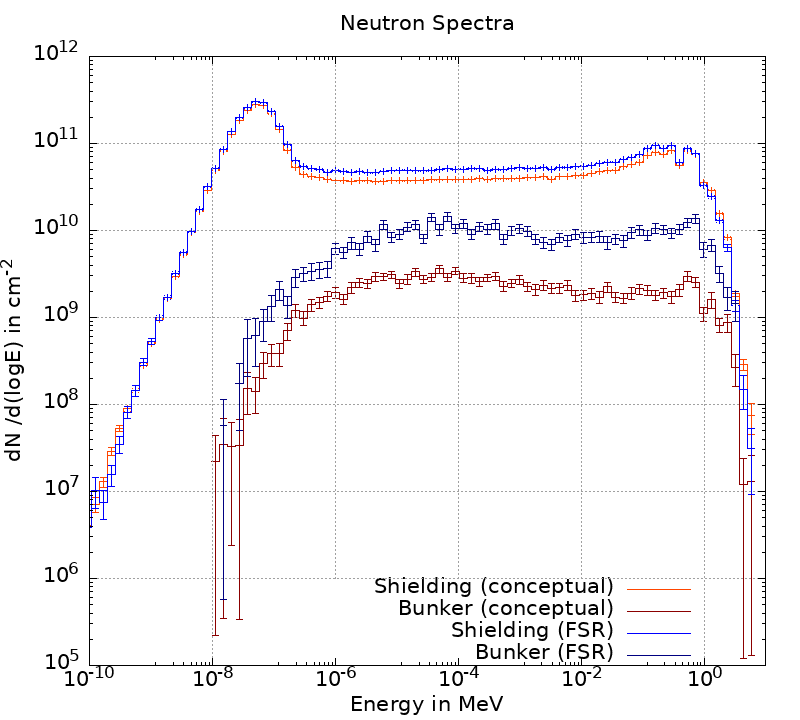 Neutron Spectra
10^12
10^11
10^10
10^9
10^8
10^7
10^6
10^5
dN /d(logE) in cm^-2
Shielding (conceptual)
Bunker (conceptual)
Shielding (FSR)
Bunker (FSR)
10^-10 10^-8 10^-6 10^-4 10^-2 10^0
Energy in MeV